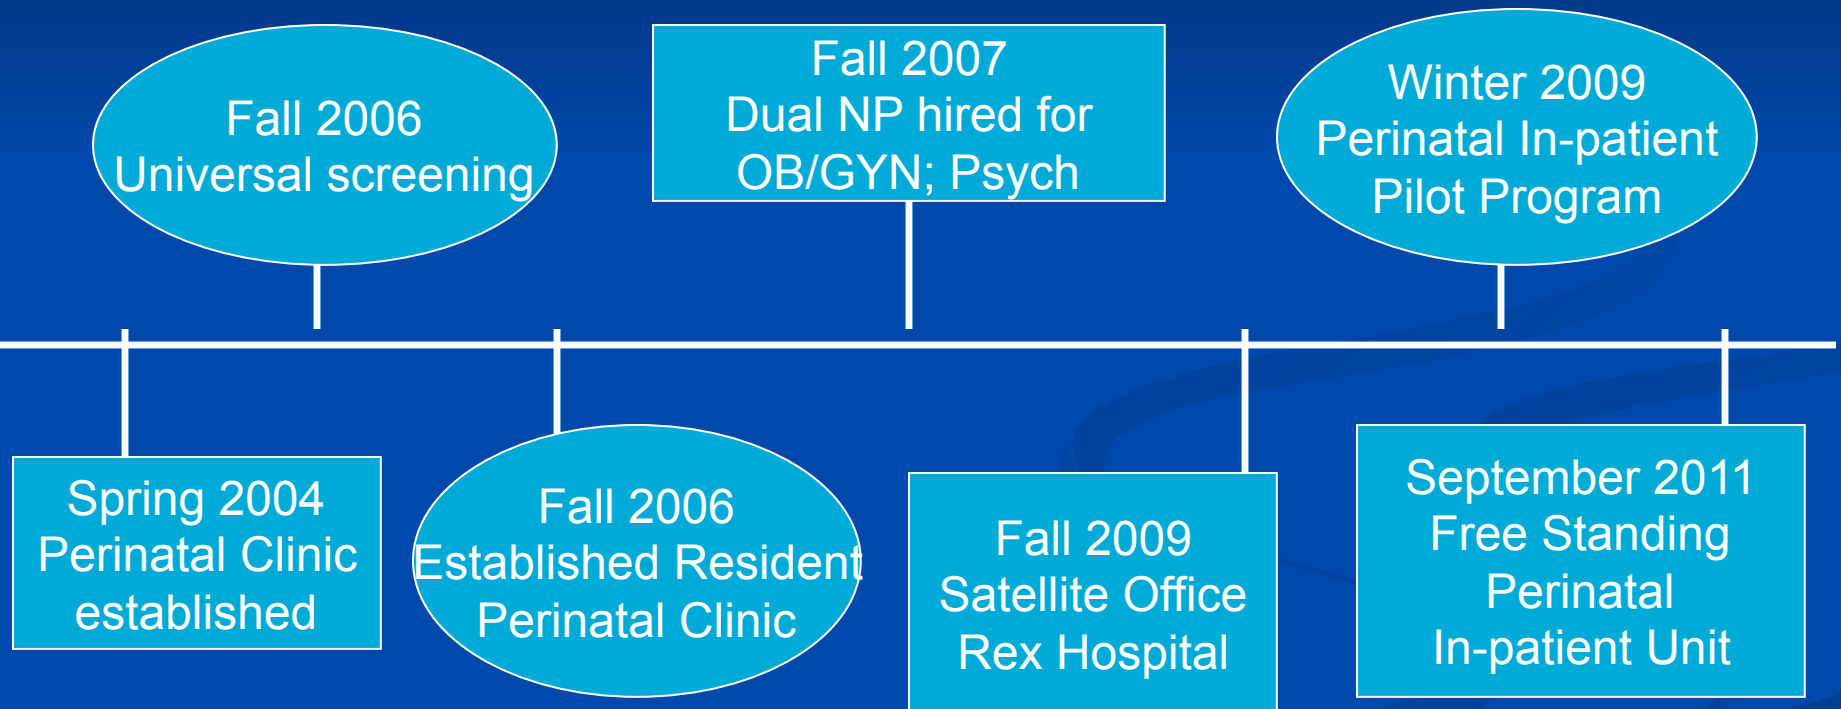 Fall 2006
Universal screening
Fall 2007
Dual NP hired for
OB/GYN; Psych
Winter 2009
Perinatal In-patient
Pilot Program
Spring 2004
Perinatal Clinic
established
Fall 2006
Established Resident
Perinatal Clinic
Fall 2009
Satellite Office
Rex Hospital
September 2011
Free Standing
Perinatal
In-patient Unit